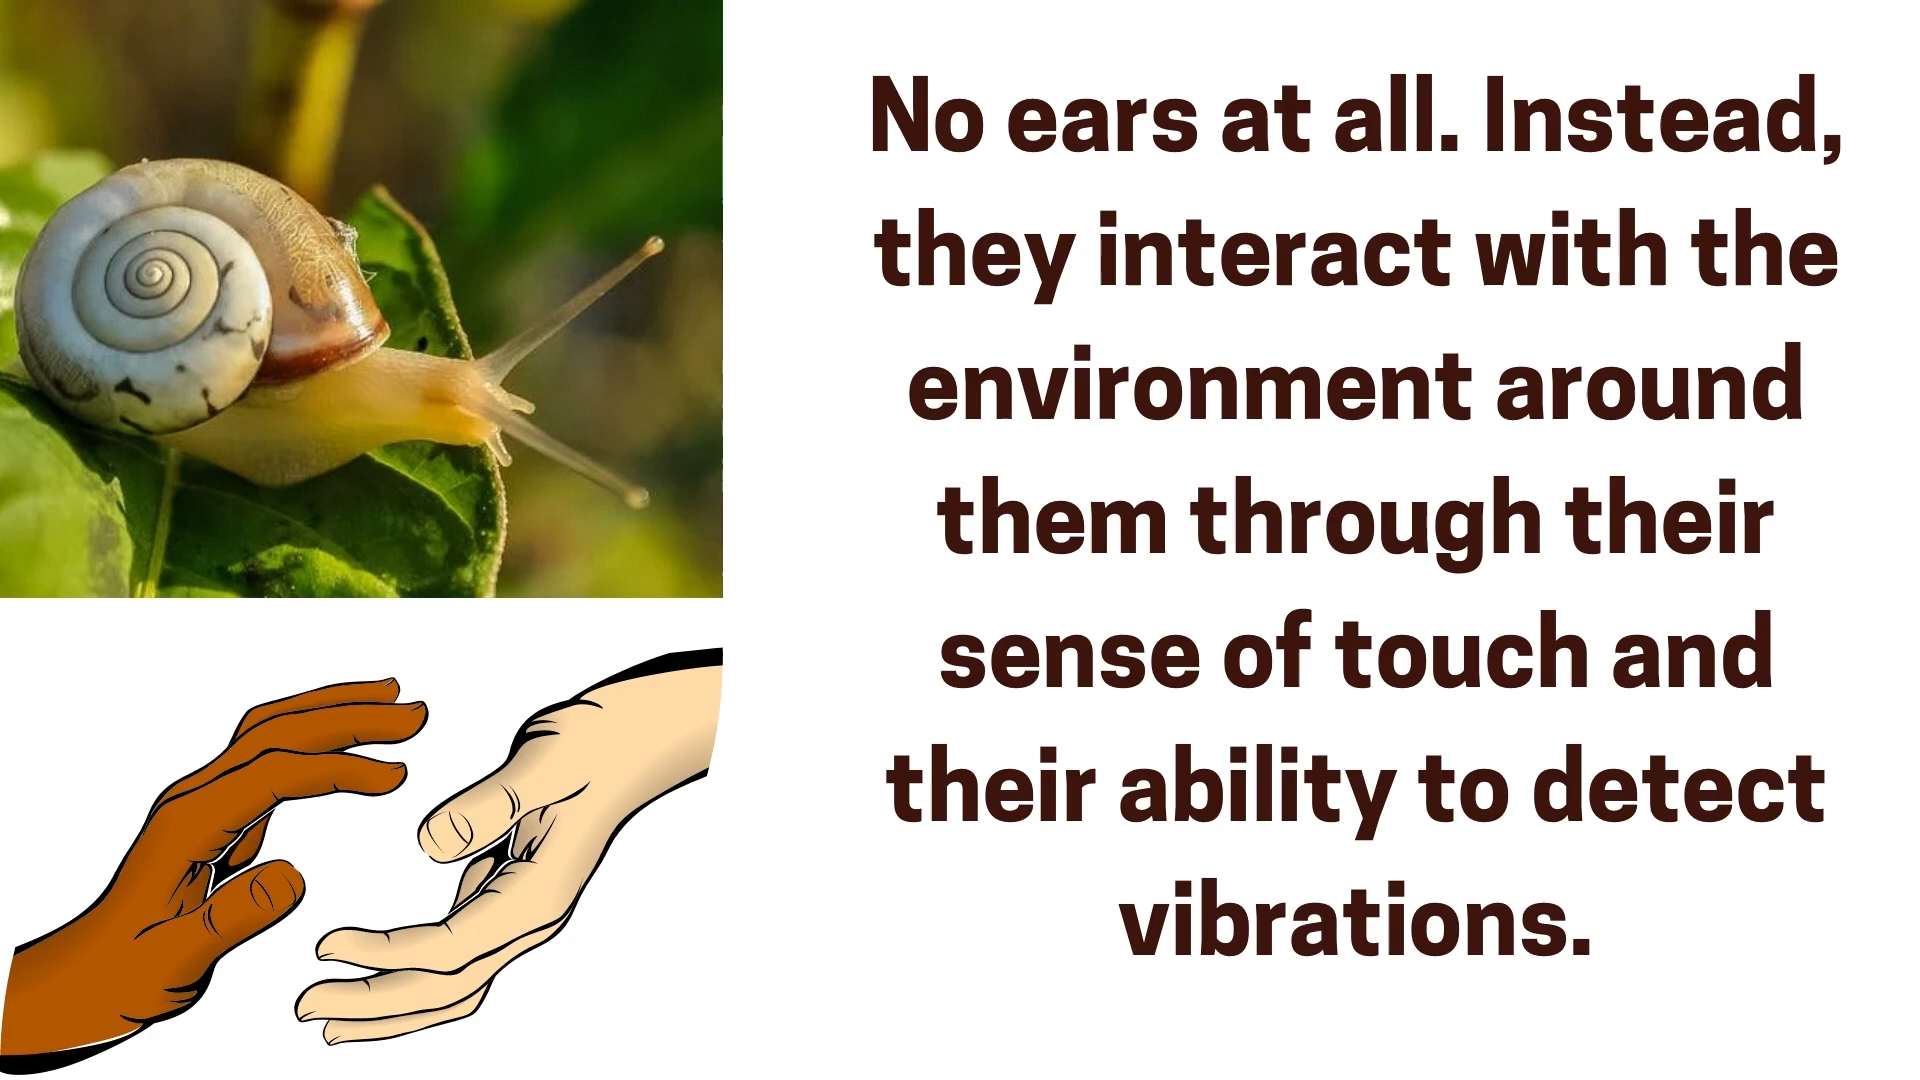 No ears at all. Instead,
they interact with the
environment around
them through their
sense of touch and
their ability to detect
vibrations.